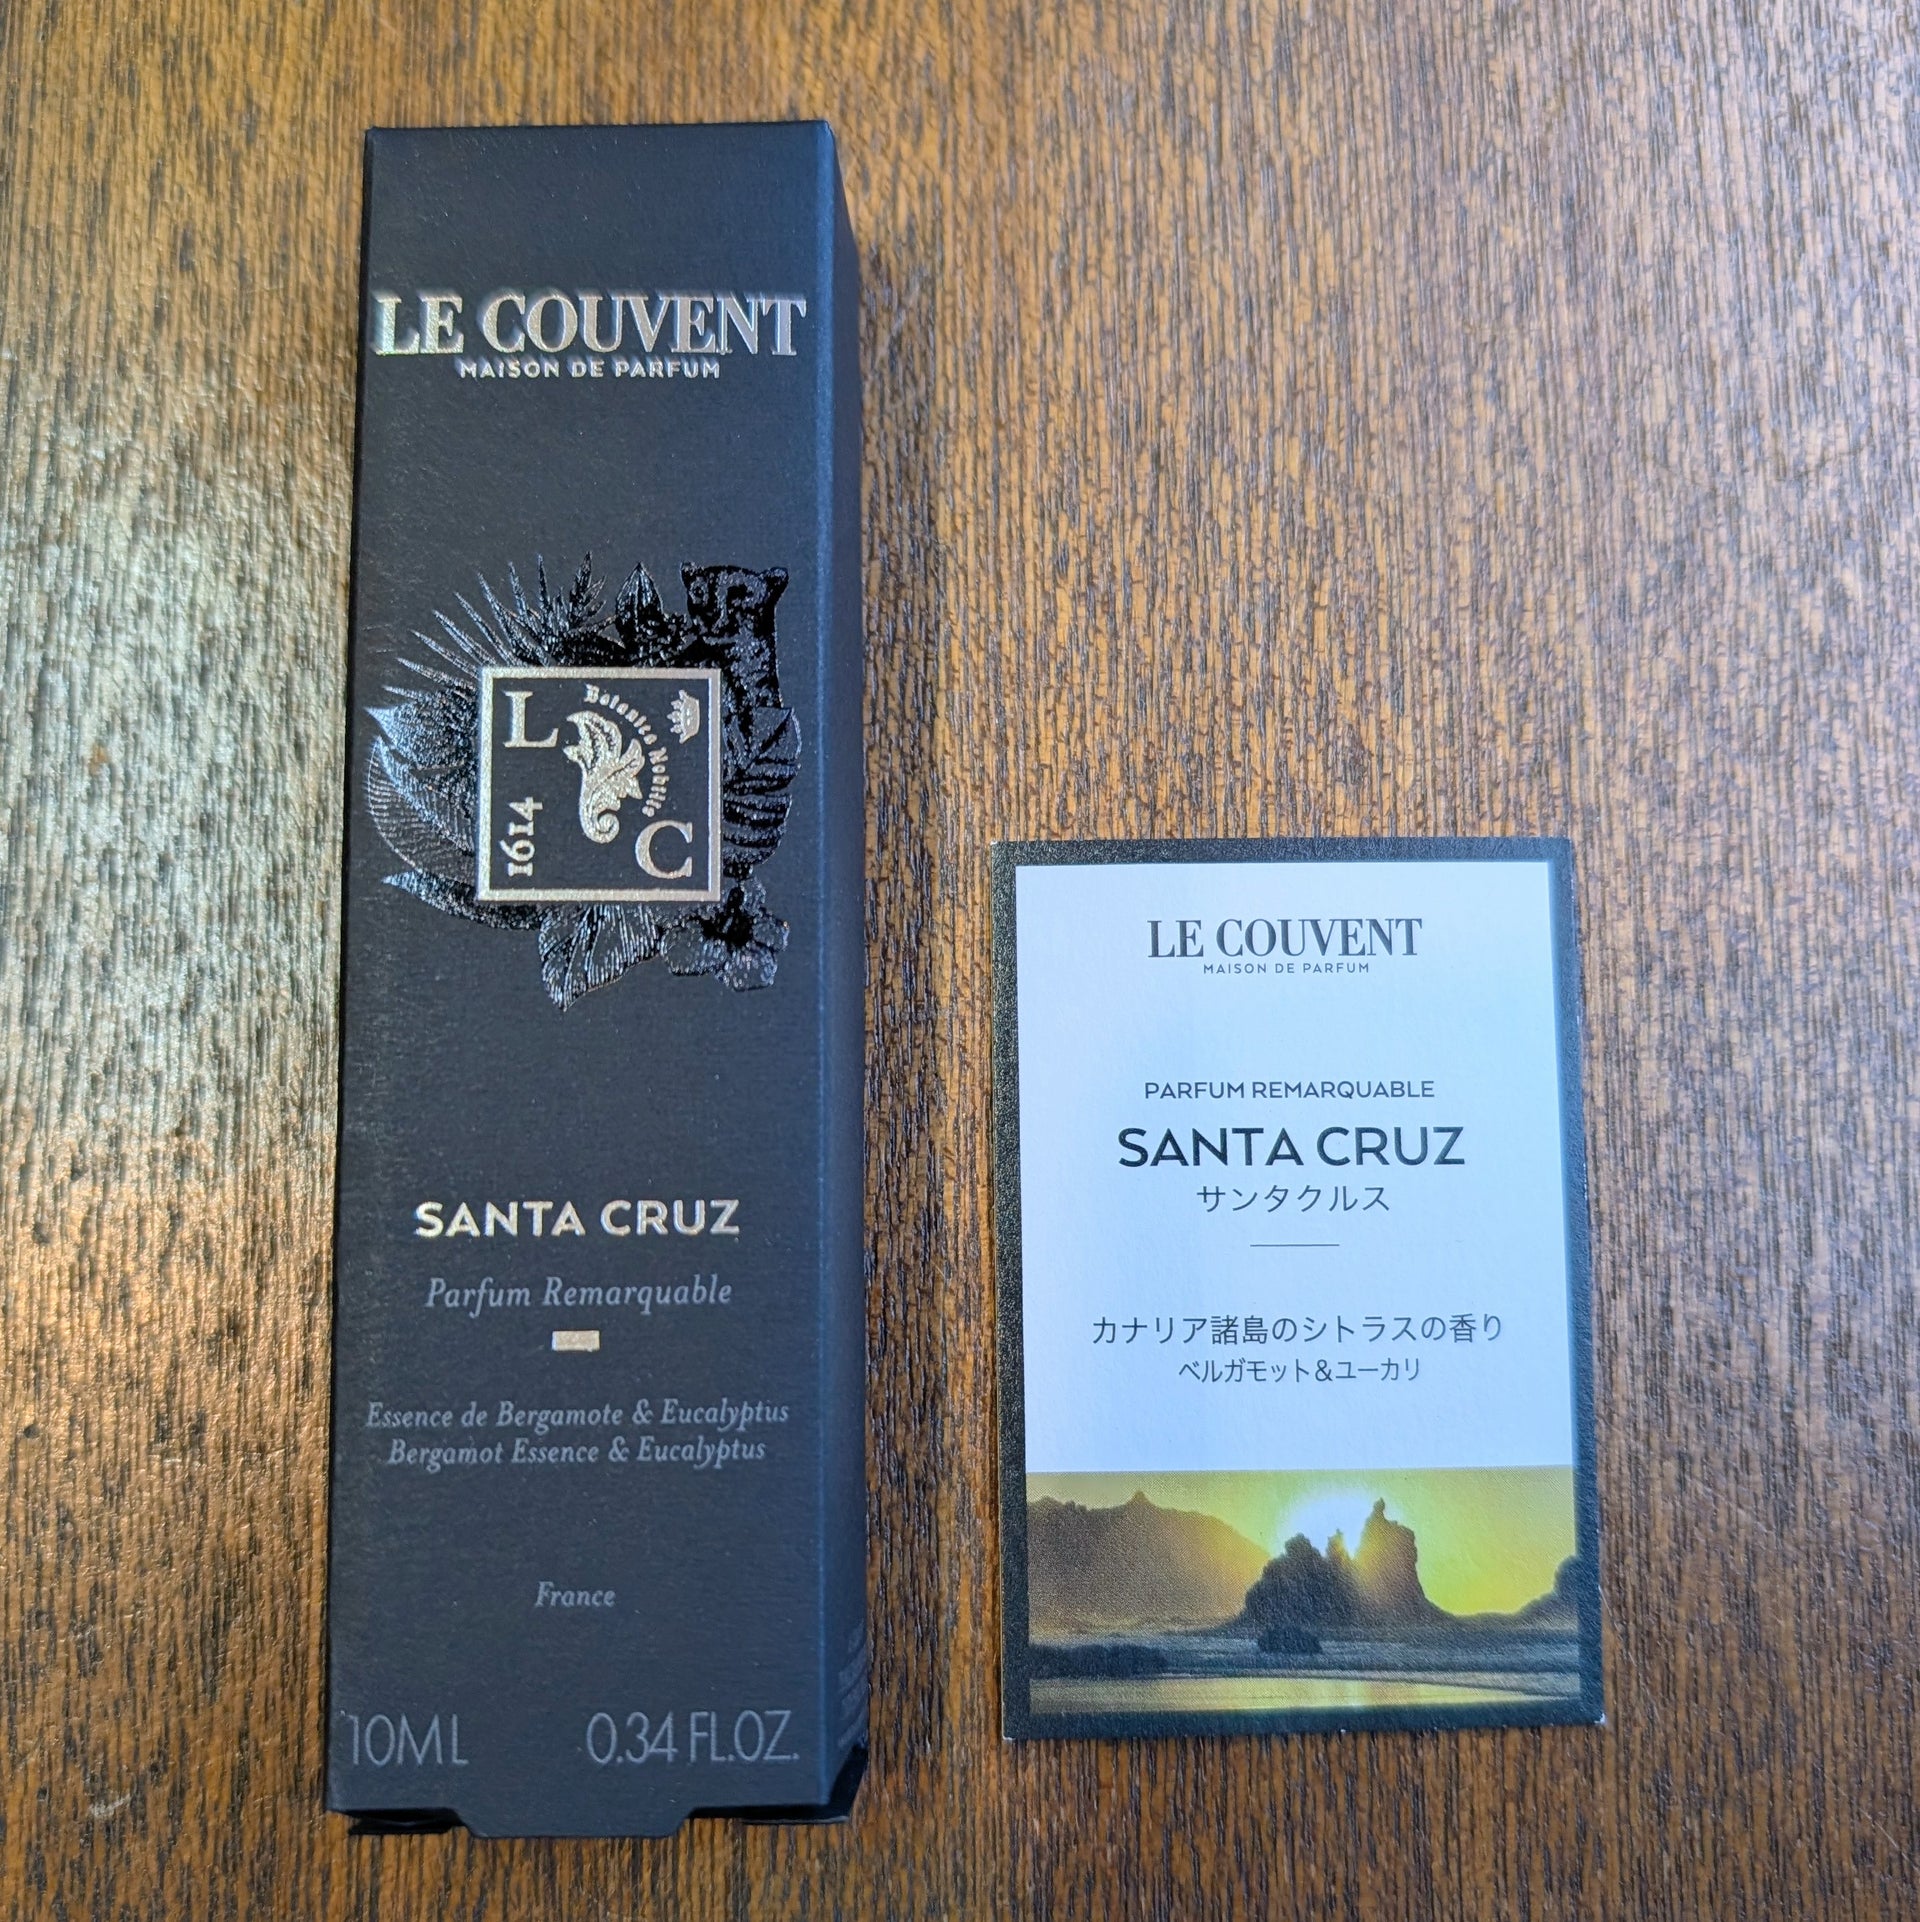 LE COUVENT
MAISON DE PARFUM
L
Botanica Nobilis
1614
C
SANTA CRUZ
Parfum Remarquable
Essence de Bergamote & Eucalyptus
Bergamot Essence & Eucalyptus
France
10ML 0.34 FL.OZ.
LE COUVENT
MAISON DE PARFUM
PARFUM REMARQUABLE
SANTA CRUZ
サンタクルス
カナリア諸島のシトラスの香り
ベルガモット&ユーカリ